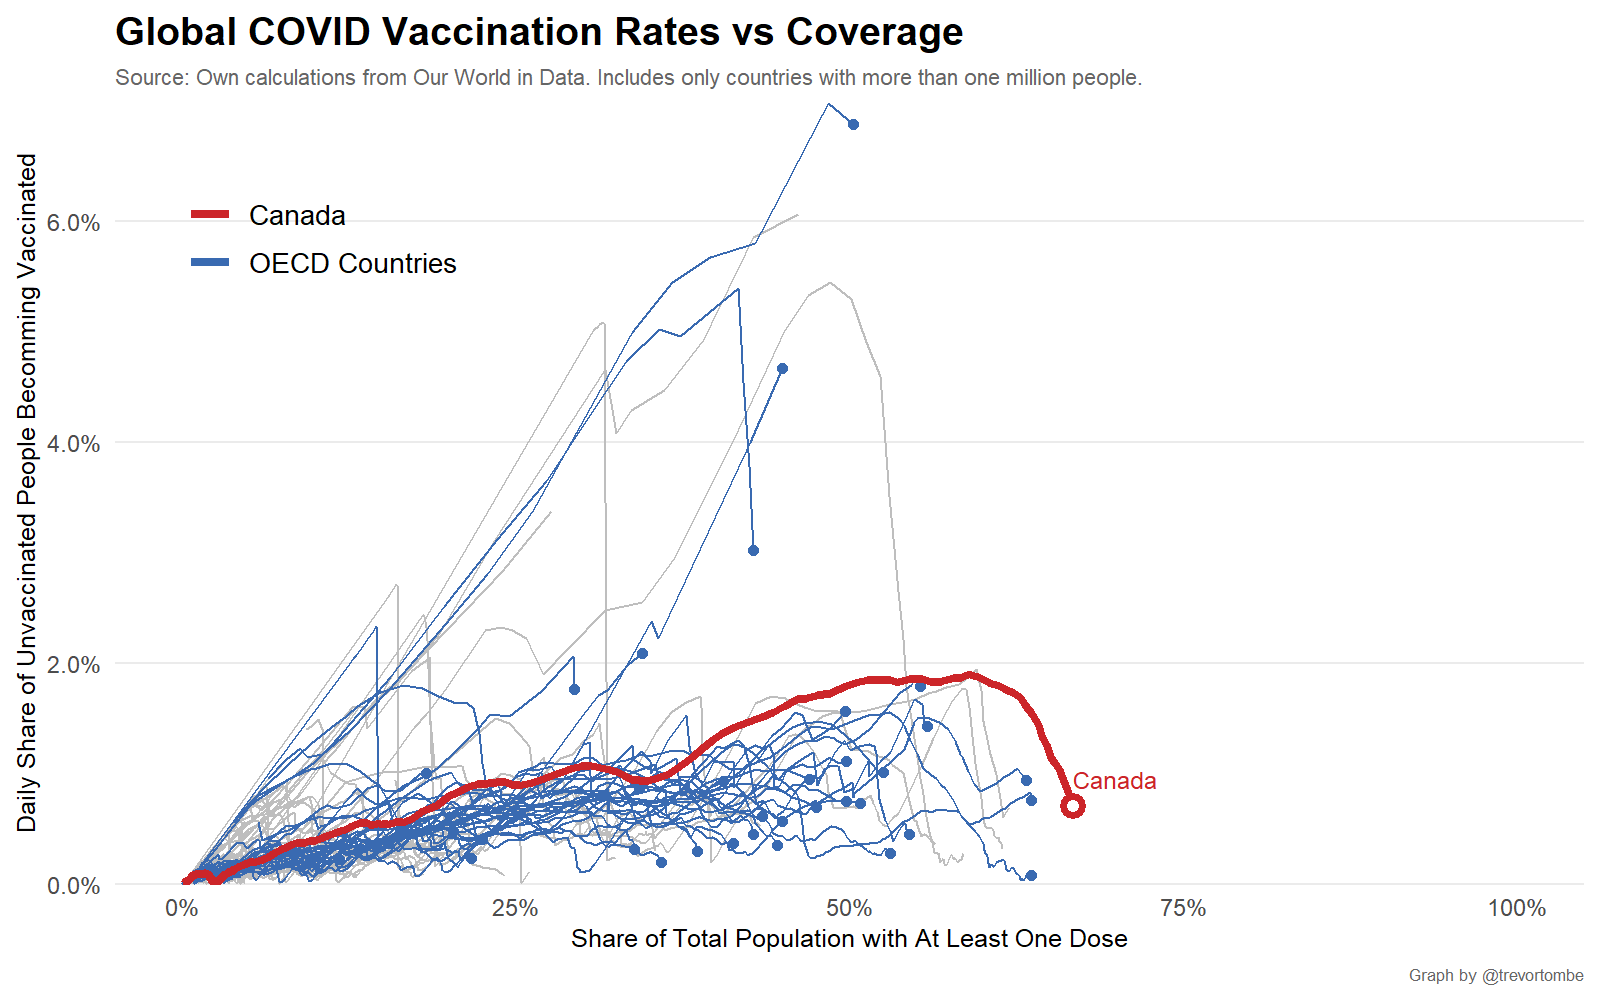 Global COVID Vaccination Rates vs Coverage
Source: Own calculations from Our World in Data. Includes only countries with more than one million people.
Daily Share of Unvaccinated People Becomming Vaccinated
Canada
OECD Countries
6.0%
4.0%
2.0%
0.0%
Canada
0%
25%
50%
75%
100%
Share of Total Population with At Least One Dose
Graph by @trevortombe